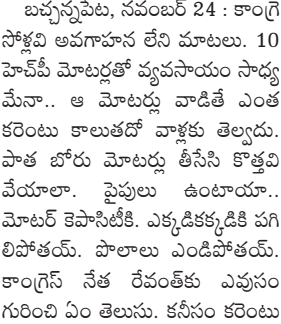 బచ్చన్నపేట, నవంబర్ 24 : కాంగ్రె
సోళ్లవి అవగాహన లేని మాటలు. 10
హెచ్‌పీ మోటర్లతో వ్యవసాయం సాధ్య
మేనా.. ఆ మోటర్లు వాడితే ఎంత
కరెంటు కాలుతదో వాళ్లకు తెల్వదు.
పాత బోరు మోటర్లు తీసేసి కొత్తవి
వేయాలా. పైపులు ఉంటాయా..
మోటర్ కెపాసిటీకి. ఎక్కడికక్కడికి పగి
లిపోతయ్. పొలాలు ఎండిపోతయ్.
కాంగ్రెస్ నేత రేవంత్‌కు ఎవుసం
గురించి ఏం తెలుసు. కనీసం కరెంటు